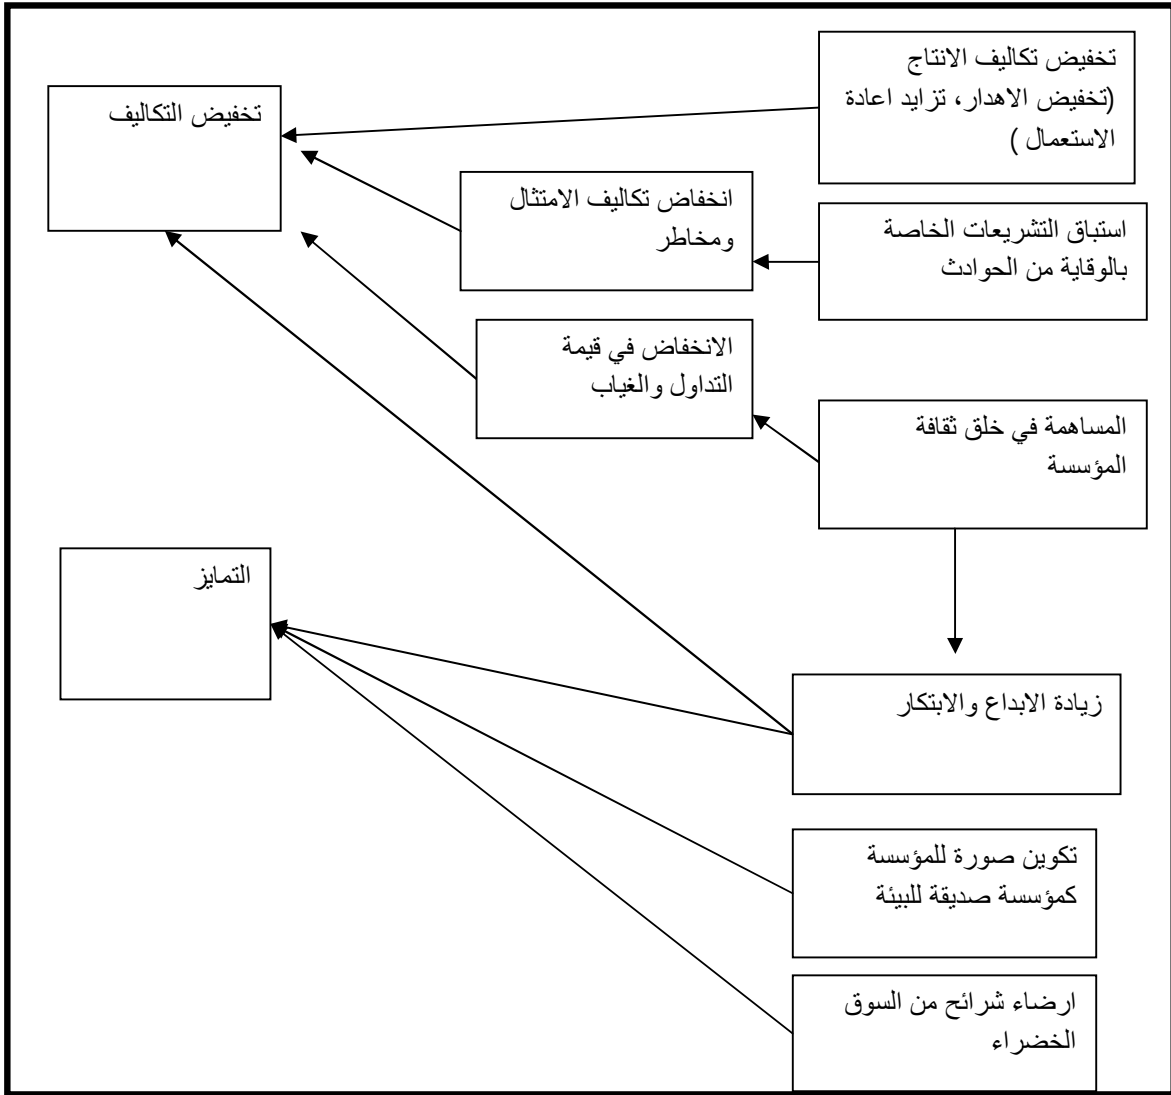 تخفيض تكاليف الانتاج
(تخفيض الاهدار، تزايد اعادة
الاستعمال )
تخفيض التكاليف
انخفاض تكاليف الامتثال
ومخاطر
استباق التشريعات الخاصة
بالوقاية من الحوادث
الانخفاض في قيمة
التداول والغياب
المساهمة في خلق ثقافة
المؤسسة
التمايز
زيادة الابداع والابتكار
تكوين صورة للمؤسسة
كمؤسسة صديقة للبيئة
ارضاء شرائح من السوق
الخضراء